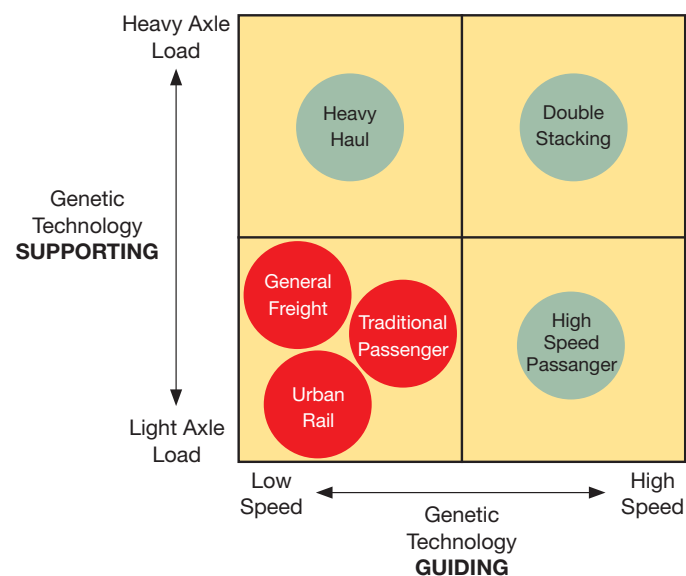 Heavy Axle
Load
Genetic
Technology
SUPPORTING
Light Axle
Load
Heavy
Haul
Double
Stacking
General
Freight
Traditional
Passenger
Urban
Rail
High
Speed
Passanger
Low
Speed
High
Speed
Genetic
Technology
GUIDING